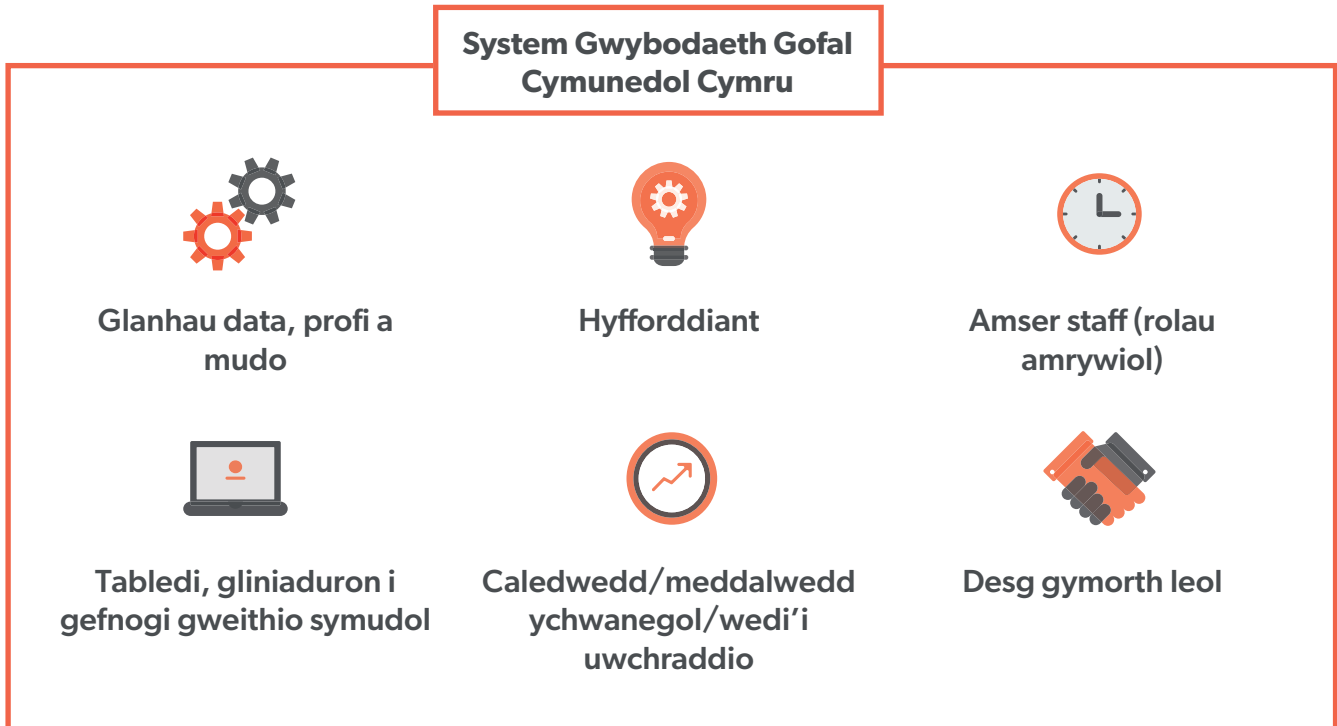 System Gwybodaeth Gofal
Cymunedol Cymru
Glanhau data, profi a
mudo
Hyfforddiant
Amser staff (rolau
amrywiol)
Tabledi, gliniaduron i
gefnogi gweithio symudol
Caledwedd/meddalwedd
ychwanegol/wedi’i
uwchraddio
Desg gymorth leol